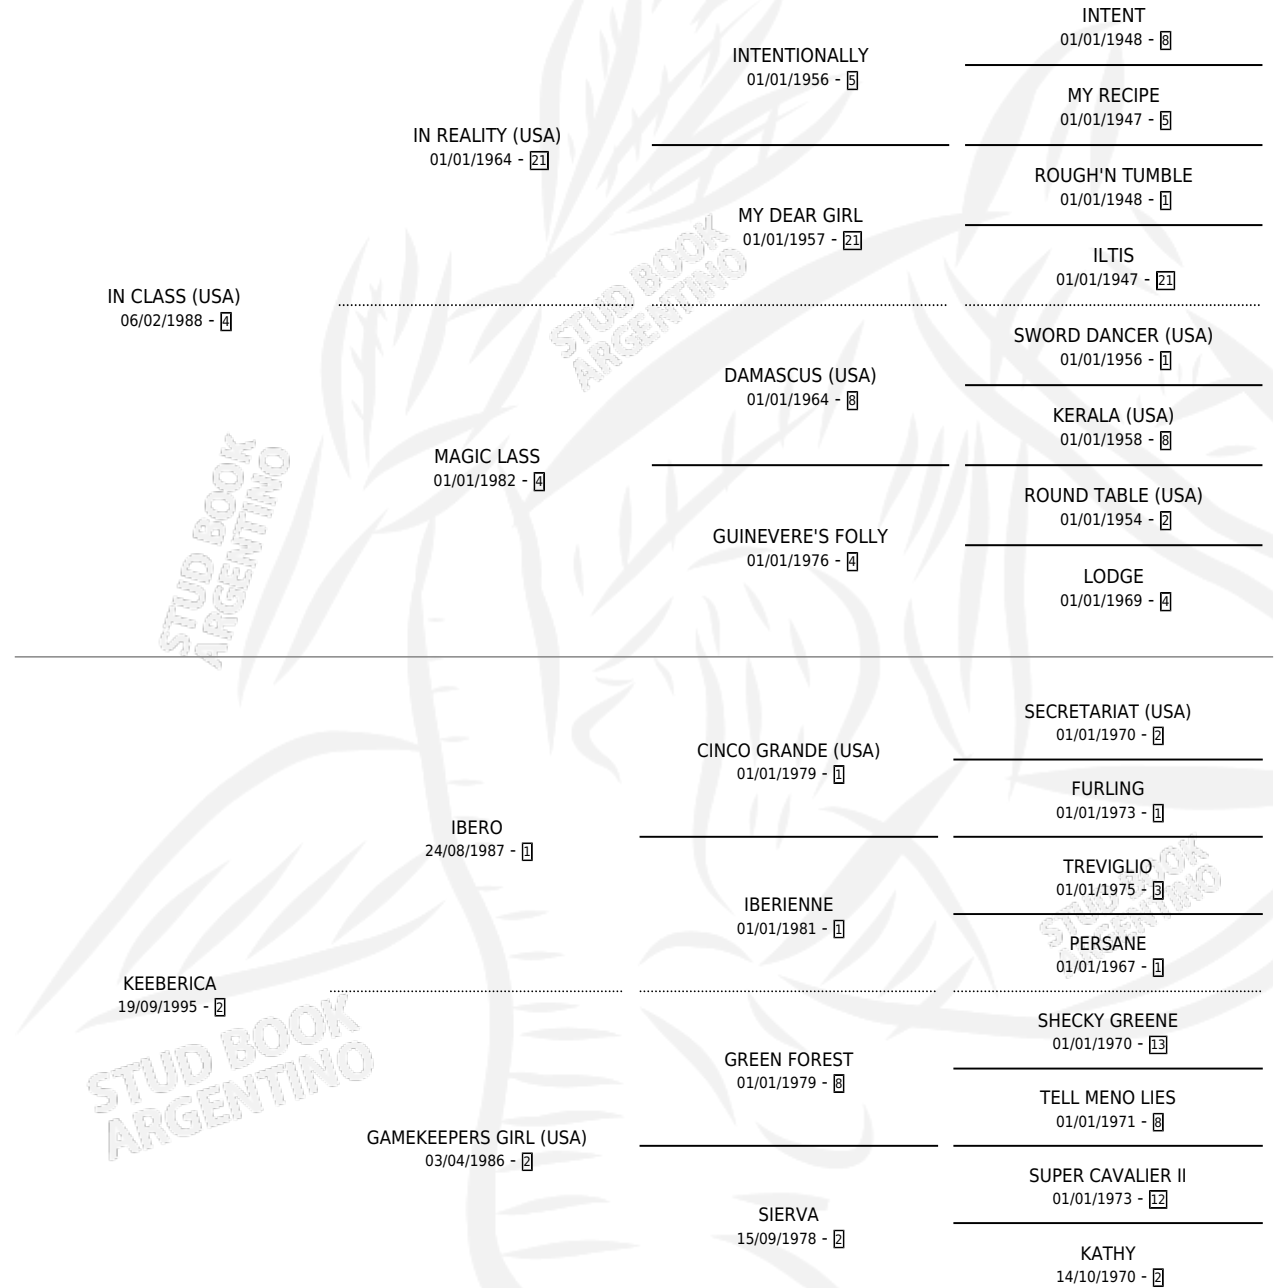 INTENT
01/01/1948 - 8
INTENTIONALLY
01/01/1956 - 5
MY RECIPE
01/01/1947 - 5
IN REALITY (USA)
01/01/1964 - 21
ROUGH'N TUMBLE
01/01/1948 - 1
MY DEAR GIRL
01/01/1957 - 21
ILTIS
01/01/1947 - 21
IN CLASS (USA)
06/02/1988 - 4
SWORD DANCER (USA)
01/01/1956 - 1
DAMASCUS (USA)
01/01/1964 - 8
KERALA (USA)
01/01/1958 - 8
MAGIC LASS
01/01/1982 - 4
ROUND TABLE (USA)
01/01/1954 - 2
GUINEVERE'S FOLLY
01/01/1976 - 4
LODGE
01/01/1969 - 4
STUD BOOK
ARGENTINO
STUD BOOK
ARGENTINO
SECRETARIAT (USA)
01/01/1970 - 2
CINCO GRANDE (USA)
01/01/1979 - 1
FURLING
01/01/1973 - 1
IBERO
24/08/1987 - 1
TREVIGLIO
01/01/1975 - 3
IBERIENNE
01/01/1981 - 1
PERSANE
01/01/1967 - 1
STUD BOOK
ARGENTINO
KEEBERICA
19/09/1995 - 2
SHECKY GREENE
01/01/1970 - 13
GREEN FOREST
01/01/1979 - 8
TELL MENO LIES
01/01/1971 - 8
GAMEKEEPERS GIRL (USA)
03/04/1986 - 2
SUPER CAVALIER II
01/01/1973 - 12
SIERVA
15/09/1978 - 2
KATHY
14/10/1970 - 2
STUD BOOK
ARGENTINO